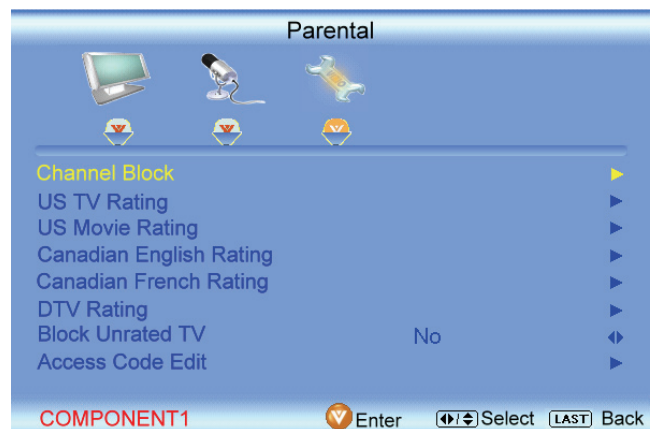 Parental
Channel Block
US TV Rating
US Movie Rating
Canadian English Rating
Canadian French Rating
DTV Rating
Block Unrated TV No
Access Code Edit
COMPONENT1 V Enter Select LAST Back